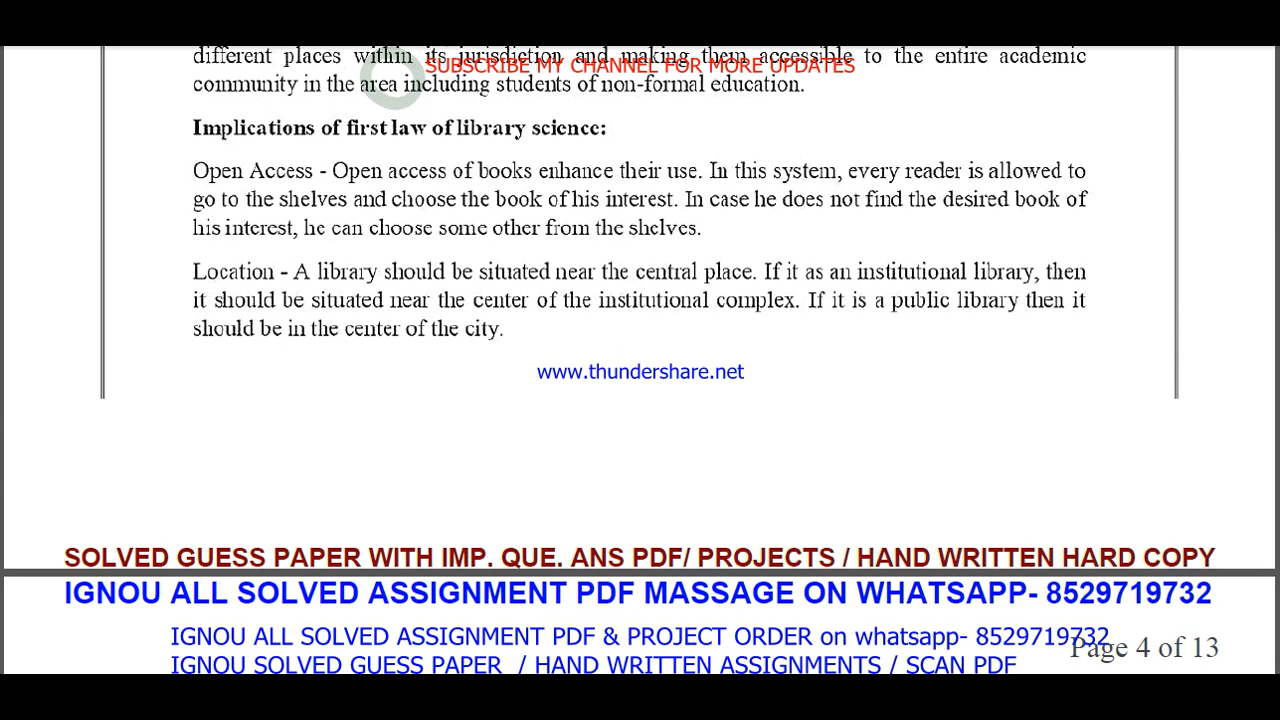 different places within its jurisdiction and making them accessible to the entire academic
SUBSCRIBE MY CHANNEL FOR MORE UPDATES
community in the area including students of non-formal education.
Implications of first law of library science:
Open Access - Open access of books enhance their use. In this system, every reader is allowed to
go to the shelves and choose the book of his interest. In case he does not find the desired book of
his interest, he can choose some other from the shelves.
Location - A library should be situated near the central place. If it as an institutional library, then
it should be situated near the center of the institutional complex. If it is a public library then it
should be in the center of the city.
www.thundershare.net
SOLVED GUESS PAPER WITH IMP. QUE. ANS PDF/ PROJECTS / HAND WRITTEN HARD COPY
IGNOU ALL SOLVED ASSIGNMENT PDF MASSAGE ON WHATSAPP- 8529719732
IGNOU ALL SOLVED ASSIGNMENT PDF & PROJECT ORDER on whatsapp- 8529719732
Page 4 of 13
IGNOU SOLVED GUESS PAPER / HAND WRITTEN ASSIGNMENTS / SCAN PDF